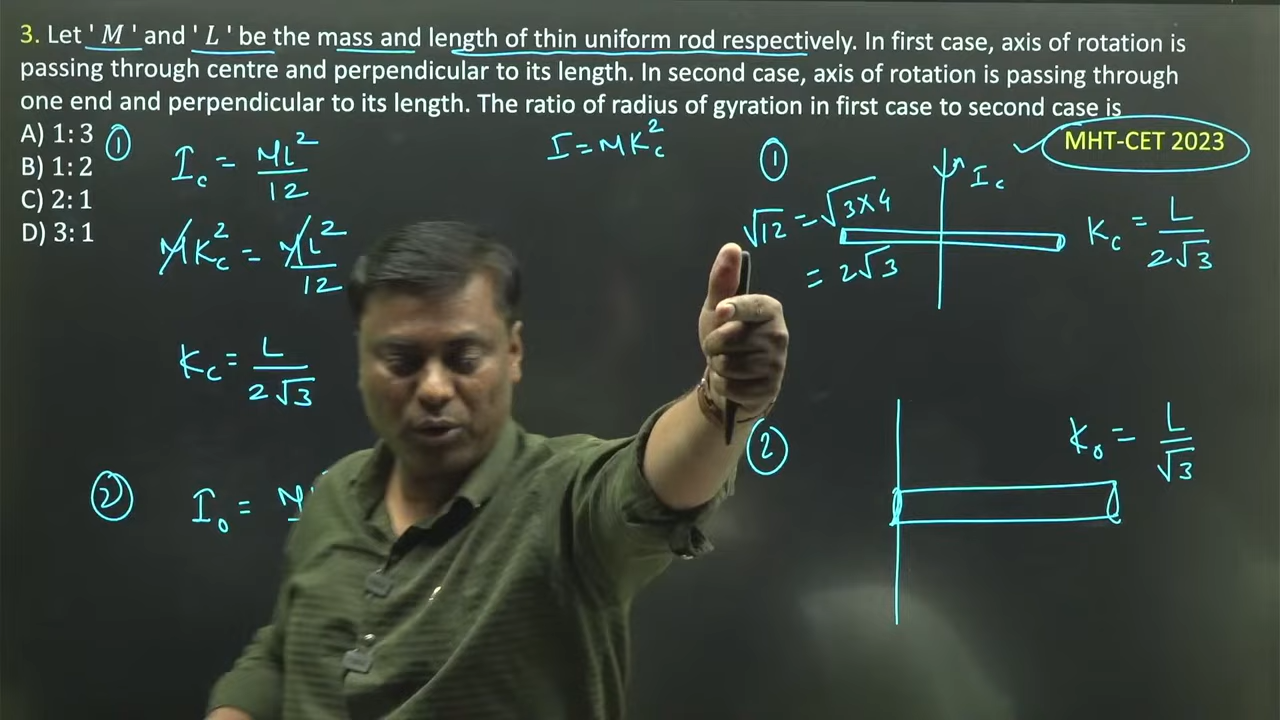 3. Let ' M ' and ' L ' be the mass and length of thin uniform rod respectively. In first case, axis of rotation is
passing through centre and perpendicular to its length. In second case, axis of rotation is passing through
one end and perpendicular to its length. The ratio of radius of gyration in first case to second case is
A) 1: 3
B) 1: 2
C) 2: 1
D) 3: 1
MHT-CET 2023
① I_c = ML²/12
MK_c² = ML²/12
K_c = L/2√3
I = MK_c²
② I_o = M
① I_c
√12 = √3×4
= 2√3
K_c = L/2√3
② K_o = L/√3